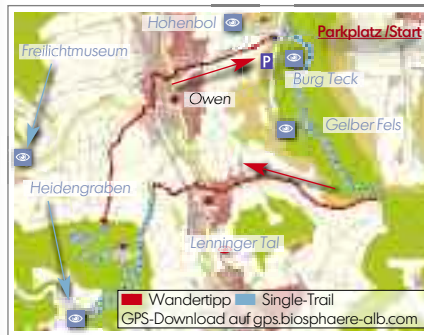 Hohenbol
Parkplatz /Start
Freilichtmuseum
P
Burg Teck
Owen
Gelber Fels
Heidengraben
Lenninger Tal
Wandertipp Single-Trail
GPS-Download auf gps.biosphaere-alb.com